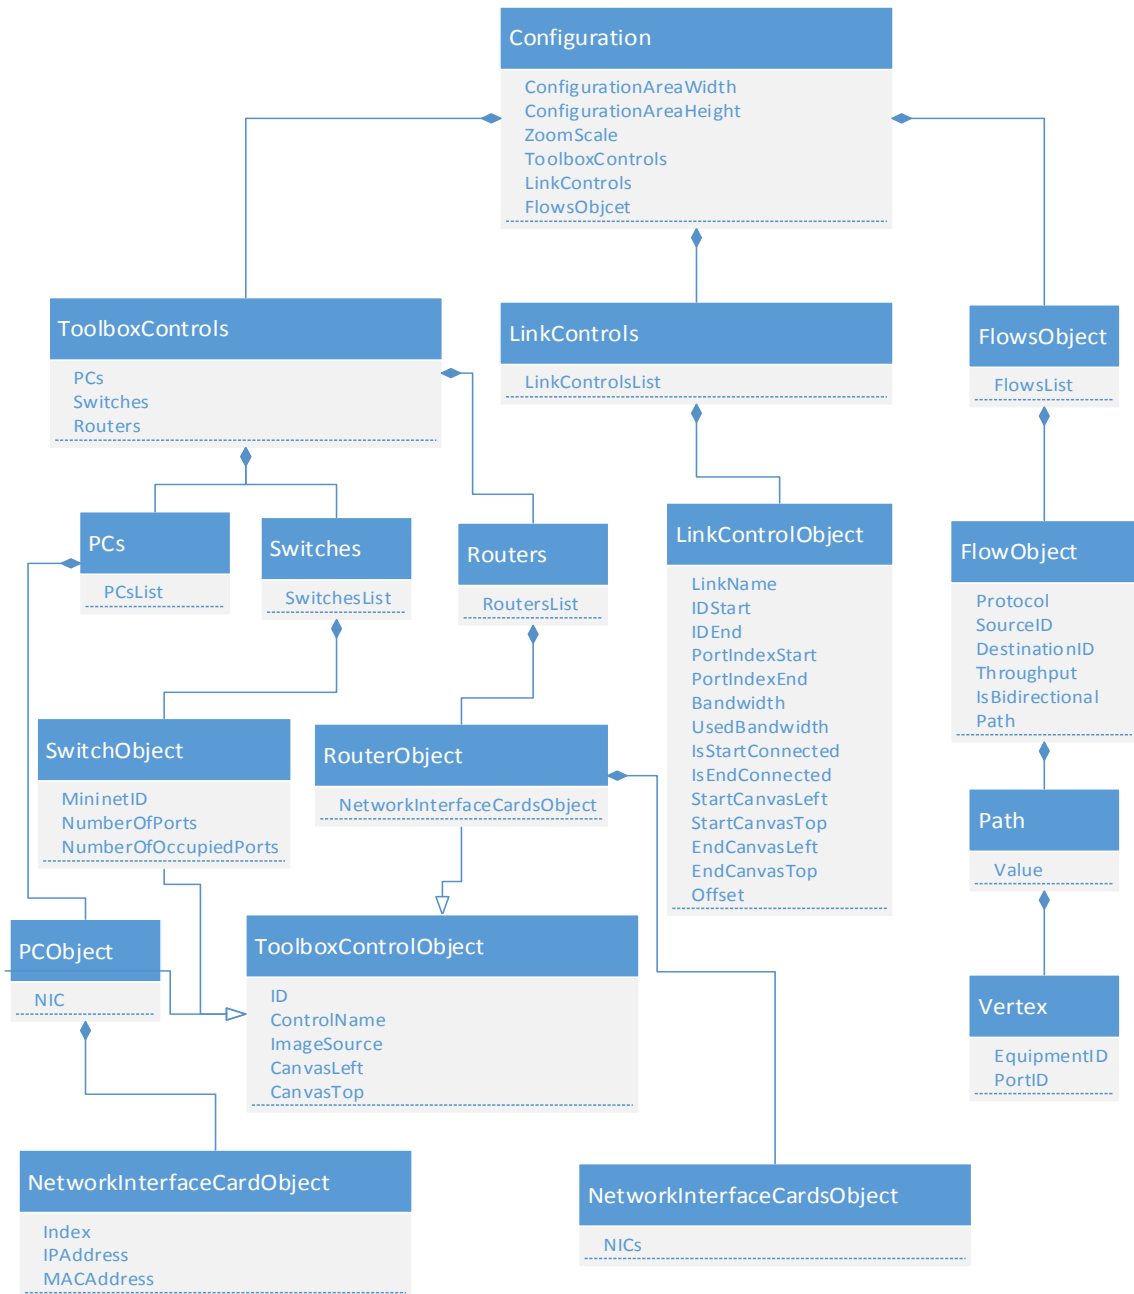 Configuration
ConfigurationAreaWidth
ConfigurationAreaHeight
ZoomScale
ToolboxControls
LinkControls
FlowsObjcet
ToolboxControls
PCs
Switches
Routers
LinkControls
LinkControlsList
FlowsObject
FlowsList
PCs
PCsList
Switches
SwitchesList
Routers
RoutersList
LinkControlObject
LinkName
IDStart
IDEnd
PortIndexStart
PortIndexEnd
Bandwidth
UsedBandwidth
IsStartConnected
IsEndConnected
StartCanvasLeft
StartCanvasTop
EndCanvasLeft
EndCanvasTop
Offset
FlowObject
Protocol
SourceID
DestinationID
Throughput
IsBidirectional
Path
SwitchObject
MininetID
NumberOfPorts
NumberOfOccupiedPorts
RouterObject
NetworkInterfaceCardsObject
Path
Value
PCObject
NIC
ToolboxControlObject
ID
ControlName
ImageSource
CanvasLeft
CanvasTop
Vertex
EquipmentID
PortID
NetworkInterfaceCardObject
Index
IPAddress
MACAddress
NetworkInterfaceCardsObject
NICs